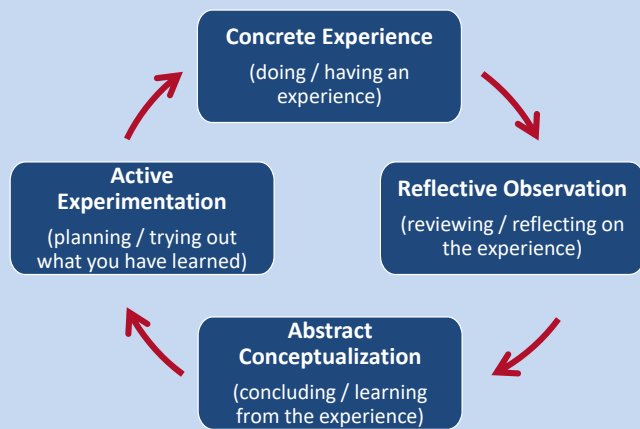 Concrete Experience
(doing / having an
experience)
Reflective Observation
(reviewing / reflecting on
the experience)
Abstract
Conceptualization
(concluding / learning
from the experience)
Active
Experimentation
(planning / trying out
what you have learned)